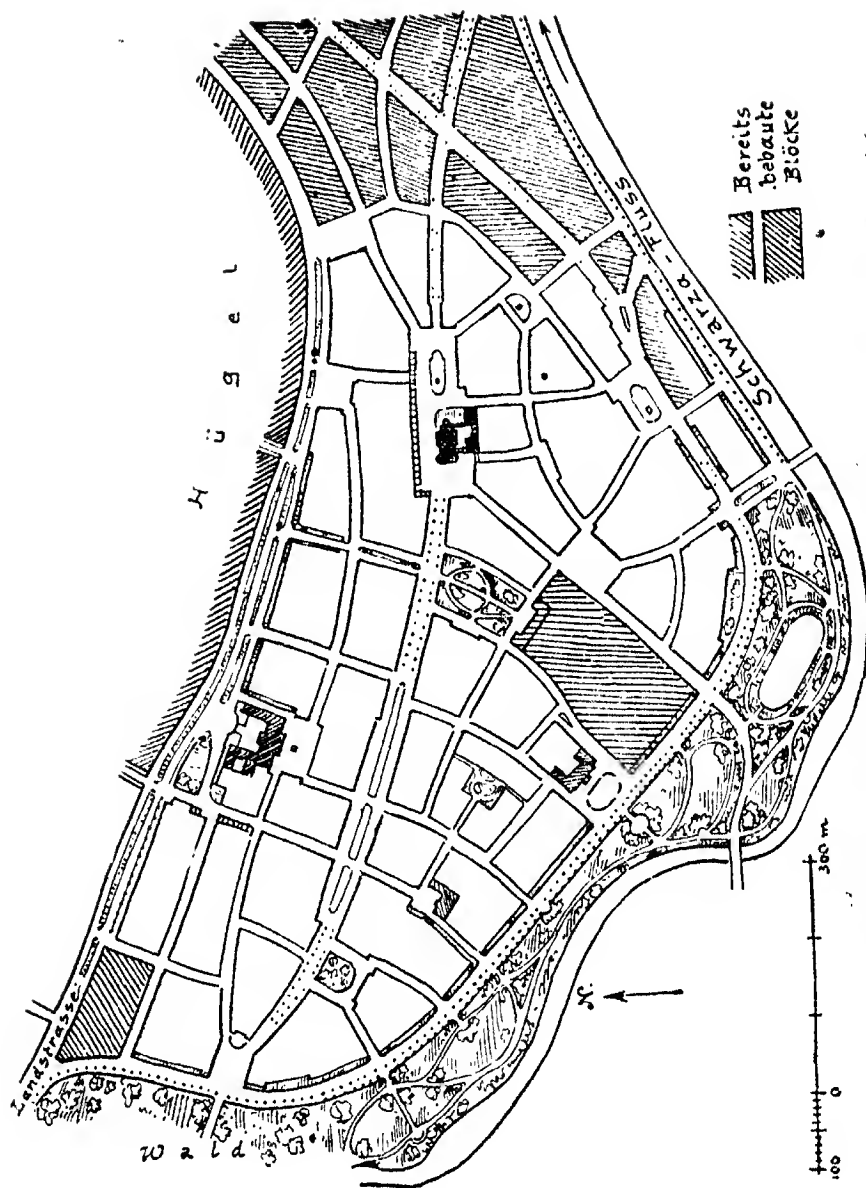 Hügel
Bereits
bebaute
Blöcke
Schwarza-Fluss
Landstrasse
Wald
N.
300 m
0
100